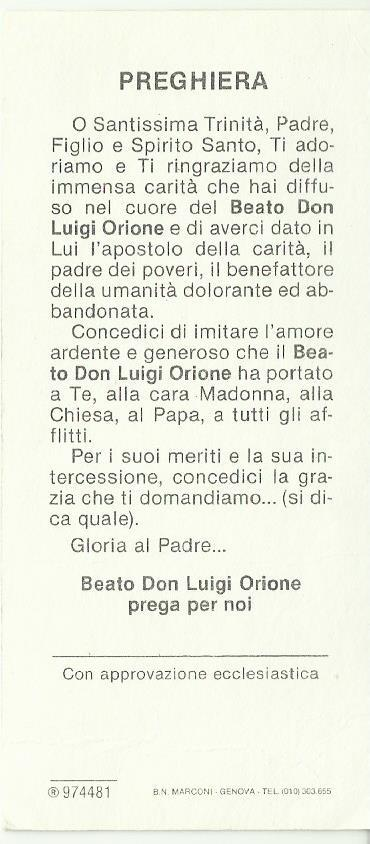 PREGHIERA
O Santissima Trinità, Padre,
Figlio e Spirito Santo, Ti ado-
riamo e Ti ringraziamo della
immensa carità che hai diffu-
so nel cuore del Beato Don
Luigi Orione e di averci dato in
Lui l'apostolo della carità, il
padre dei poveri, il benefattore
della umanità dolorante ed ab-
bandonata.
Concedici di imitare l'amore
ardente e generoso che il Bea-
to Don Luigi Orione ha portato
a Te, alla cara Madonna, alla
Chiesa, al Papa, a tutti gli af-
flitti.
Per i suoi meriti e la sua in-
tercessione, concedici la gra-
zia che ti domandiamo... (si di-
ca quale).
Gloria al Padre...
Beato Don Luigi Orione
prega per noi
Con approvazione ecclesiastica
® 974481 B.N. MARCONI - GENOVA - TEL. (010) 303.655